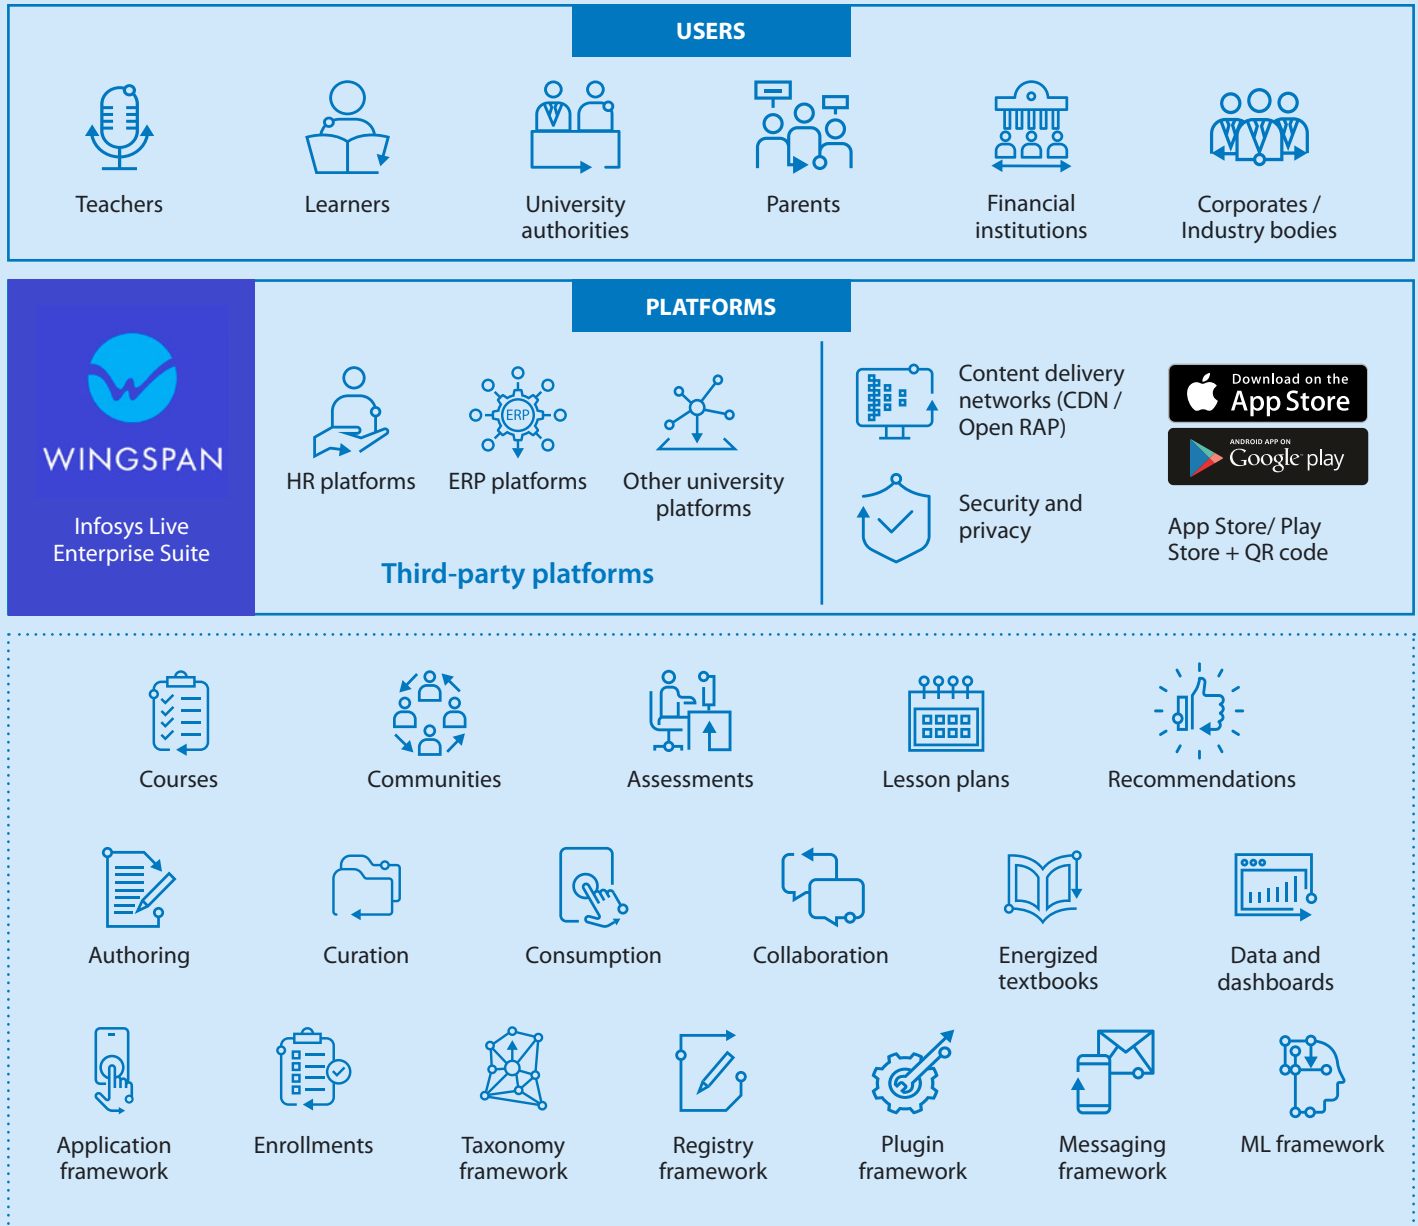 USERS
Teachers
Learners
University
authorities
Parents
Financial
institutions
Corporates /
Industry bodies
WINGSPAN
Infosys Live
Enterprise Suite
PLATFORMS
HR platforms
ERP
ERP platforms
Other university
platforms
Third-party platforms
Content delivery
networks (CDN /
Open RAP)
Security and
privacy
Download on the
App Store
ANDROID APP ON
Google play
App Store/ Play
Store + QR code
Courses
Communities
Assessments
Lesson plans
Recommendations
Authoring
Curation
Consumption
Collaboration
Energized
textbooks
Data and
dashboards
Application
framework
Enrollments
Taxonomy
framework
Registry
framework
Plugin
framework
Messaging
framework
ML framework